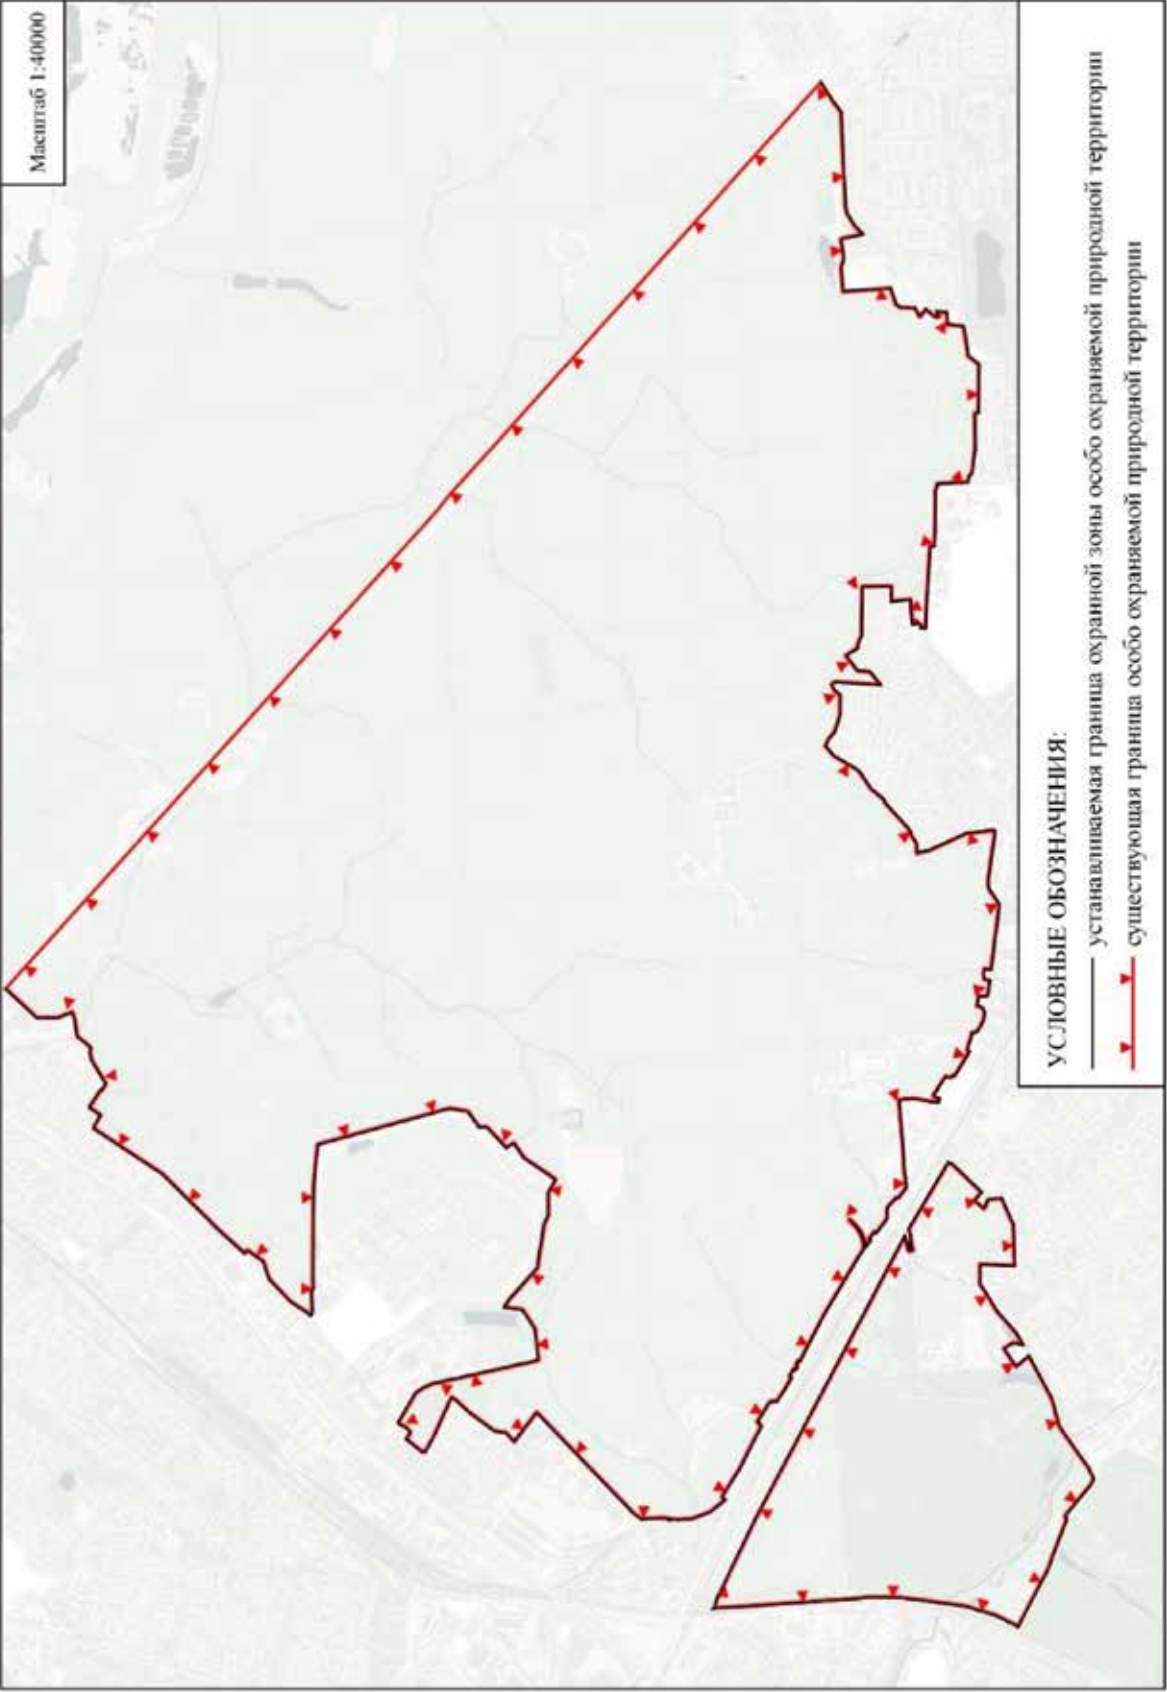 Масштаб 1:40000
УСЛОВНЫЕ ОБОЗНАЧЕНИЯ:
устанавливаемая граница охранной зоны особо охраняемой природной территории
существующая граница особо охраняемой природной территории